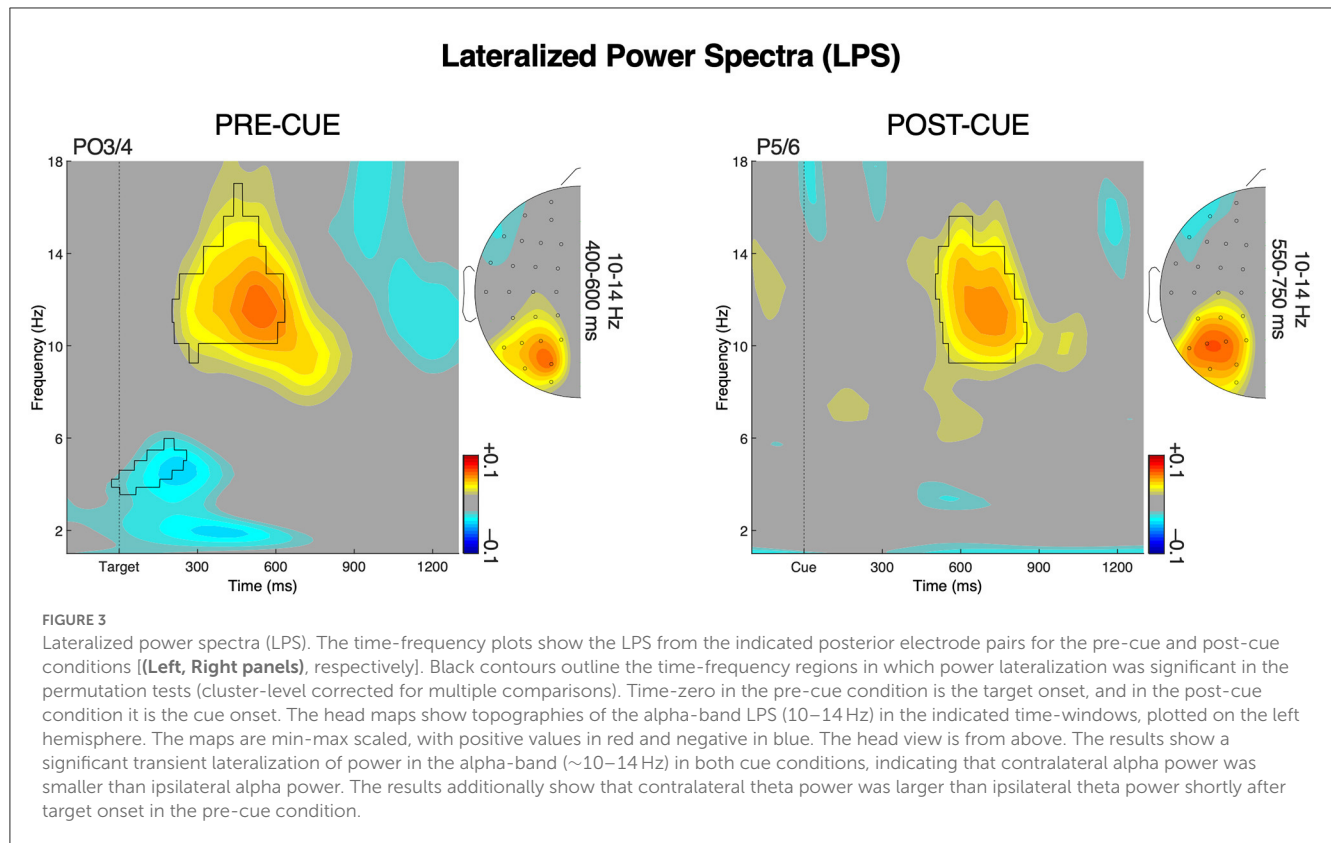 Lateralized Power Spectra (LPS)
PRE-CUE
PO3/4
18
14
10
6
2
Frequency (Hz)
Target
300
600
900
1200
Time (ms)
+0.1
−0.1
10-14 Hz
400-600 ms
POST-CUE
P5/6
18
14
10
6
2
Frequency (Hz)
Cue
300
600
900
1200
Time (ms)
+0.1
−0.1
10-14 Hz
550-750 ms
FIGURE 3
Lateralized power spectra (LPS). The time-frequency plots show the LPS from the indicated posterior electrode pairs for the pre-cue and post-cue
conditions [(Left, Right panels), respectively]. Black contours outline the time-frequency regions in which power lateralization was significant in the
permutation tests (cluster-level corrected for multiple comparisons). Time-zero in the pre-cue condition is the target onset, and in the post-cue
condition it is the cue onset. The head maps show topographies of the alpha-band LPS (10–14 Hz) in the indicated time-windows, plotted on the left
hemisphere. The maps are min-max scaled, with positive values in red and negative in blue. The head view is from above. The results show a
significant transient lateralization of power in the alpha-band (∼10–14 Hz) in both cue conditions, indicating that contralateral alpha power was
smaller than ipsilateral alpha power. The results additionally show that contralateral theta power was larger than ipsilateral theta power shortly after
target onset in the pre-cue condition.